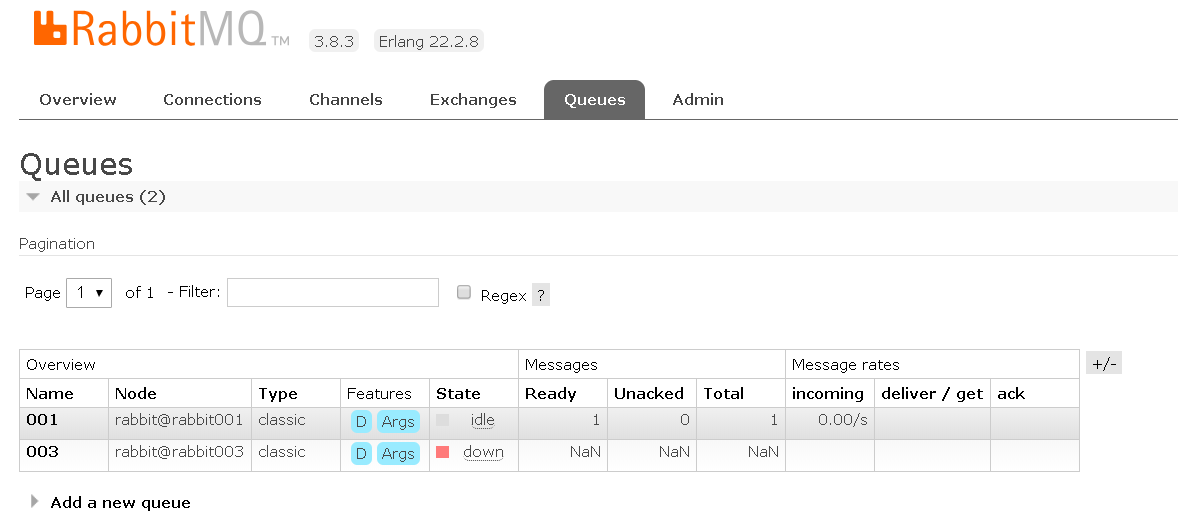 RabbitMQ TM 3.8.3 Erlang 22.2.8
Overview Connections Channels Exchanges Queues Admin
Queues
All queues (2)
Pagination
Page 1 of 1 - Filter: Regex ?
Overview Messages Message rates +/-
Name Node Type Features State Ready Unacked Total incoming deliver / get ack
001 rabbit@rabbit001 classic D Args idle 1 0 1 0.00/s
003 rabbit@rabbit003 classic D Args down NaN NaN NaN
Add a new queue